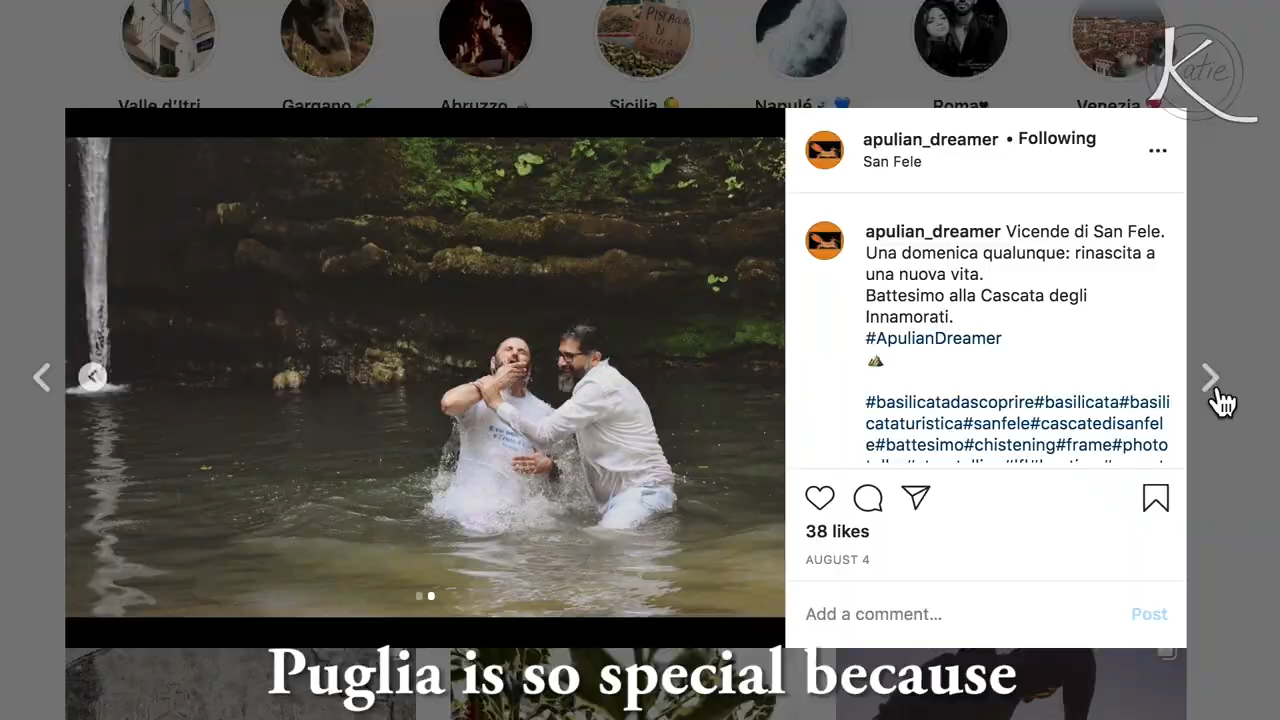 Valle d'Itri
Gargano 🌱
Abruzzo
Sicilia 🍋
Napulé 💙
Roma♥
Venezia
Katie
apulian_dreamer • Following
San Fele
apulian_dreamer Vicende di San Fele.
Una domenica qualunque: rinascita a
una nuova vita.
Battesimo alla Cascata degli
Innamorati.
#ApulianDreamer
#basilicatadascoprire#basilicata#basili
cataturistica#sanfele#cascatedisanfel
e#battesimo#chistening#frame#photo
38 likes
AUGUST 4
Add a comment...
Post
Puglia is so special because